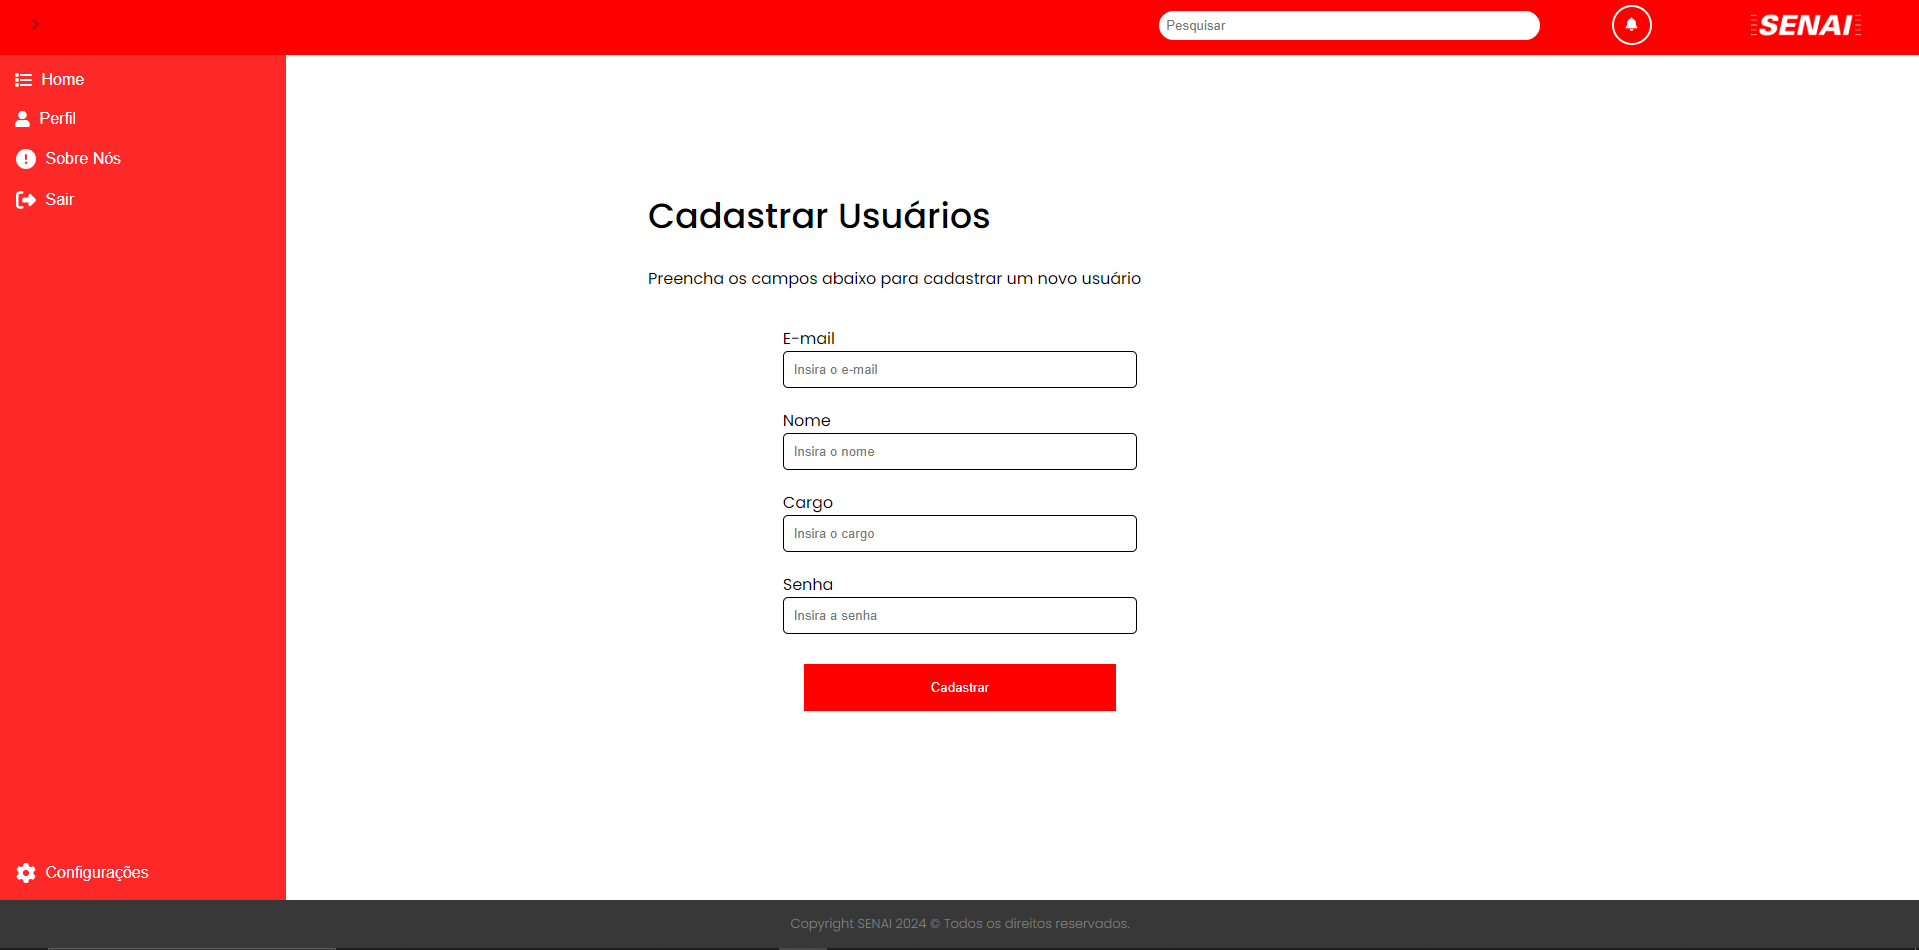 Pesquisar
SENAI
Home
Perfil
Sobre Nós
Sair
Cadastrar Usuários
Preencha os campos abaixo para cadastrar um novo usuário
E-mail
Insira o e-mail
Nome
Insira o nome
Cargo
Insira o cargo
Senha
Insira a senha
Cadastrar
Configurações
Copyright SENAI 2024 © Todos os direitos reservados.